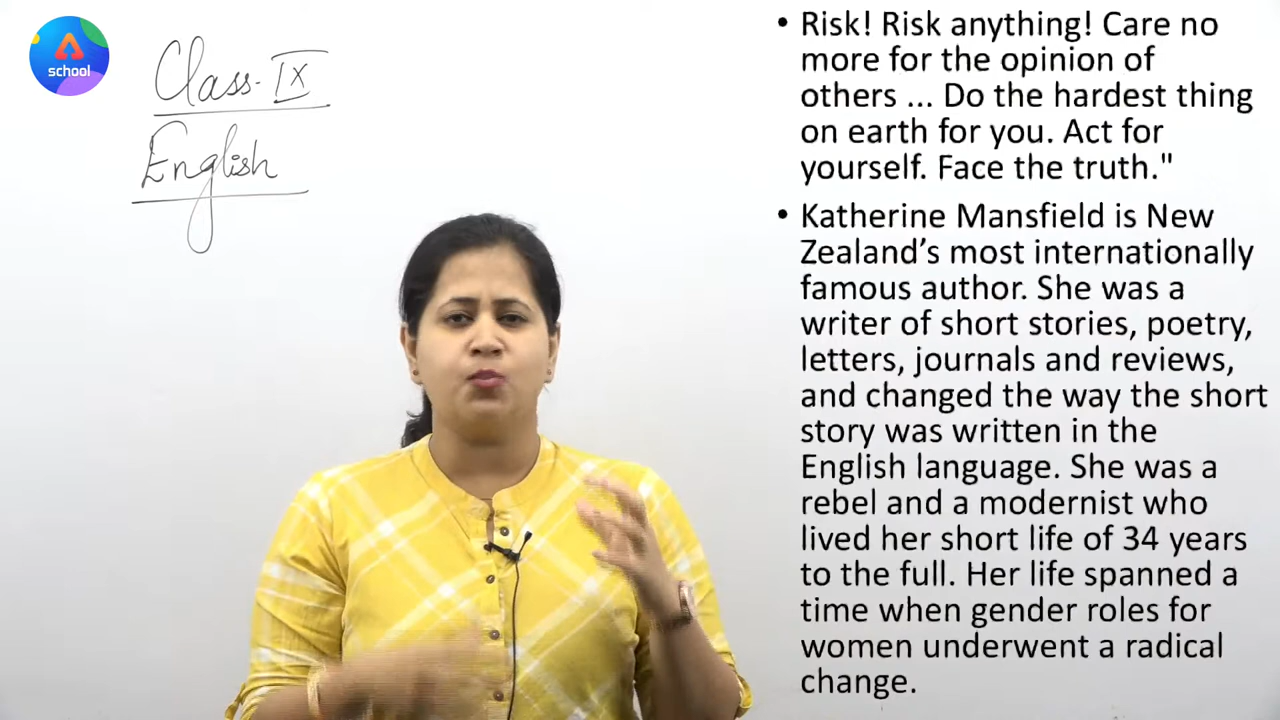 A
school
Class-IX
English
• Risk! Risk anything! Care no
more for the opinion of
others ... Do the hardest thing
on earth for you. Act for
yourself. Face the truth."
• Katherine Mansfield is New
Zealand’s most internationally
famous author. She was a
writer of short stories, poetry,
letters, journals and reviews,
and changed the way the short
story was written in the
English language. She was a
rebel and a modernist who
lived her short life of 34 years
to the full. Her life spanned a
time when gender roles for
women underwent a radical
change.